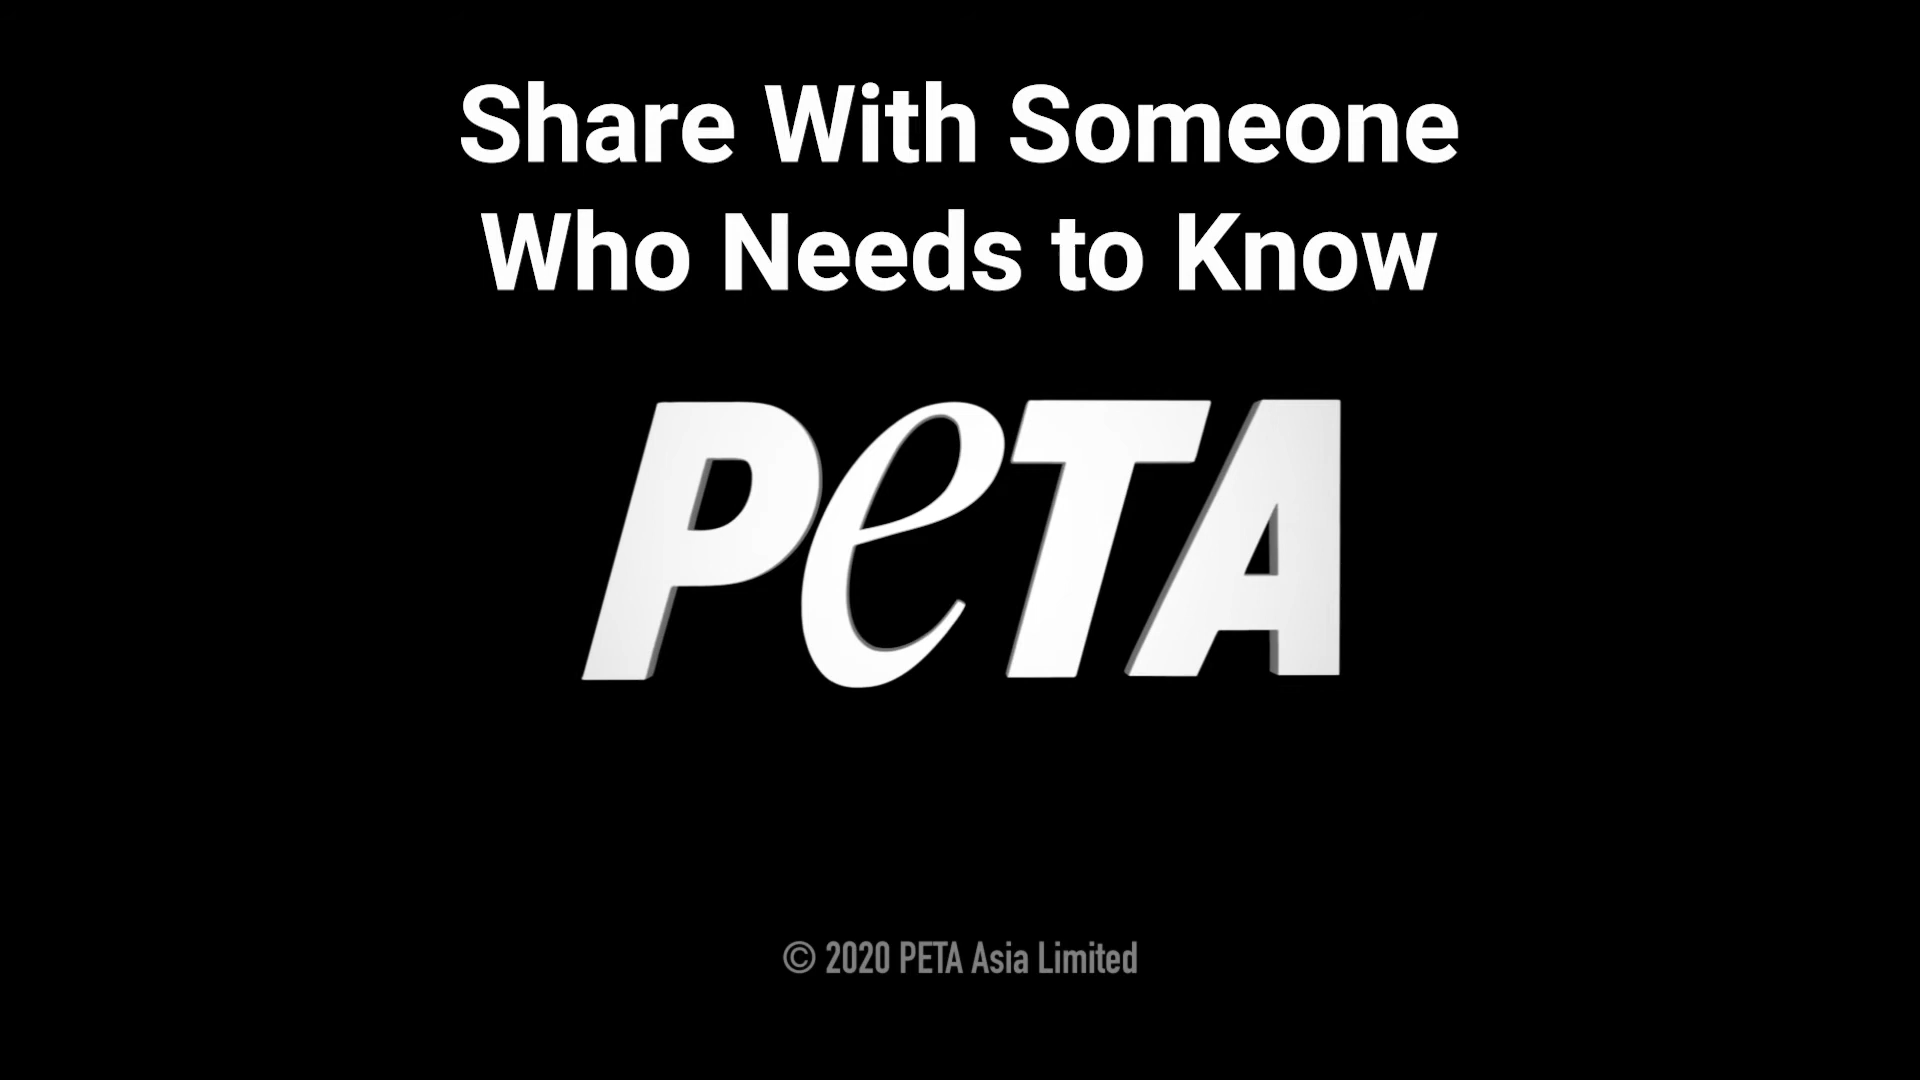 Share With Someone
Who Needs to Know
PeTA
© 2020 PETA Asia Limited